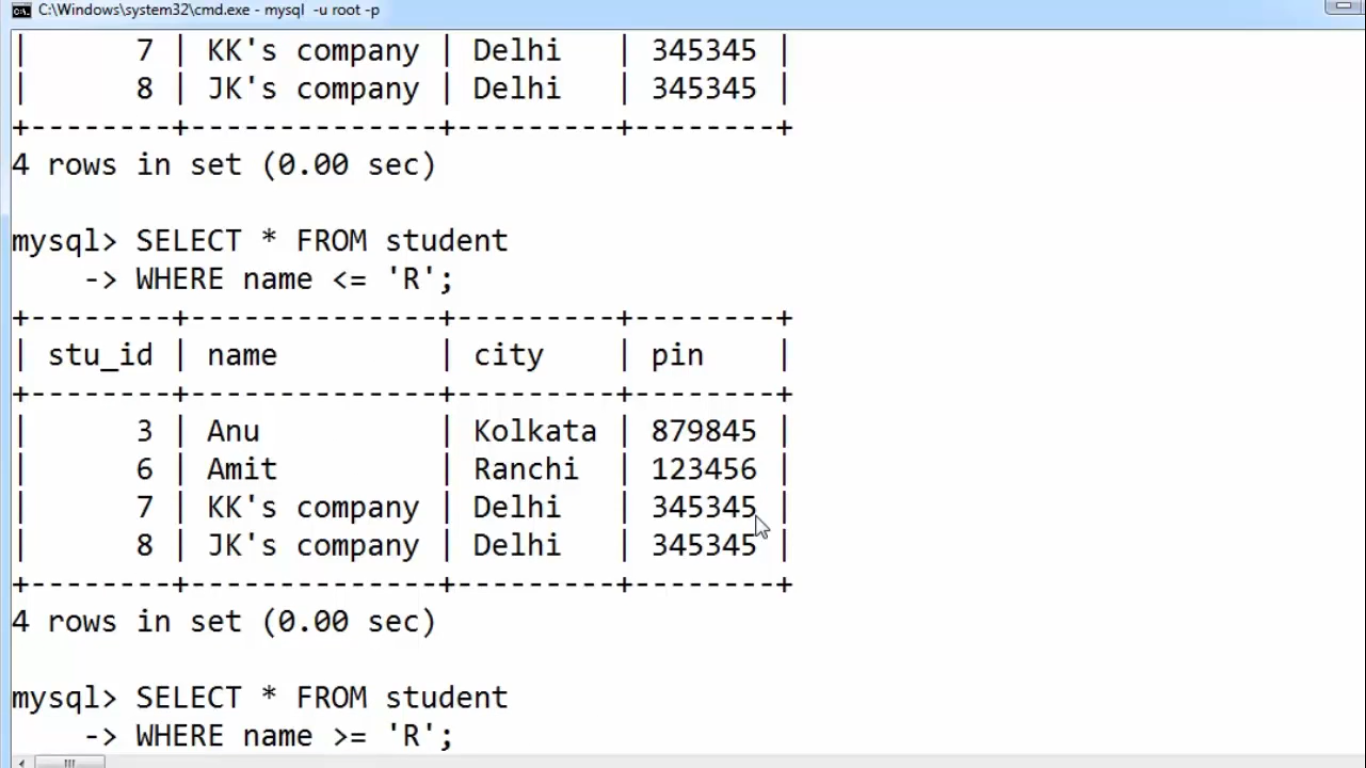 C:\Windows\system32\cmd.exe - mysql  -u root -p
|      7 | KK's company | Delhi   | 345345 |
|      8 | JK's company | Delhi   | 345345 |
+--------+--------------+---------+--------+
4 rows in set (0.00 sec)
mysql> SELECT * FROM student
    -> WHERE name <= 'R';
+--------+--------------+---------+--------+
| stu_id | name         | city    | pin    |
+--------+--------------+---------+--------+
|      3 | Anu          | Kolkata | 879845 |
|      6 | Amit         | Ranchi  | 123456 |
|      7 | KK's company | Delhi   | 345345 |
|      8 | JK's company | Delhi   | 345345 |
+--------+--------------+---------+--------+
4 rows in set (0.00 sec)
mysql> SELECT * FROM student
    -> WHERE name >= 'R';